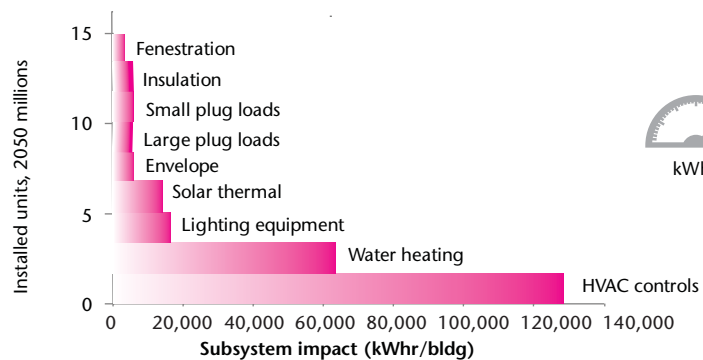 Installed units, 2050 millions
15
10
5
0
Fenestration
Insulation
Small plug loads
Large plug loads
Envelope
Solar thermal
Lighting equipment
Water heating
HVAC controls
0 20,000 40,000 60,000 80,000 100,000 120,000 140,000
Subsystem impact (kWhr/bldg)
kWhr